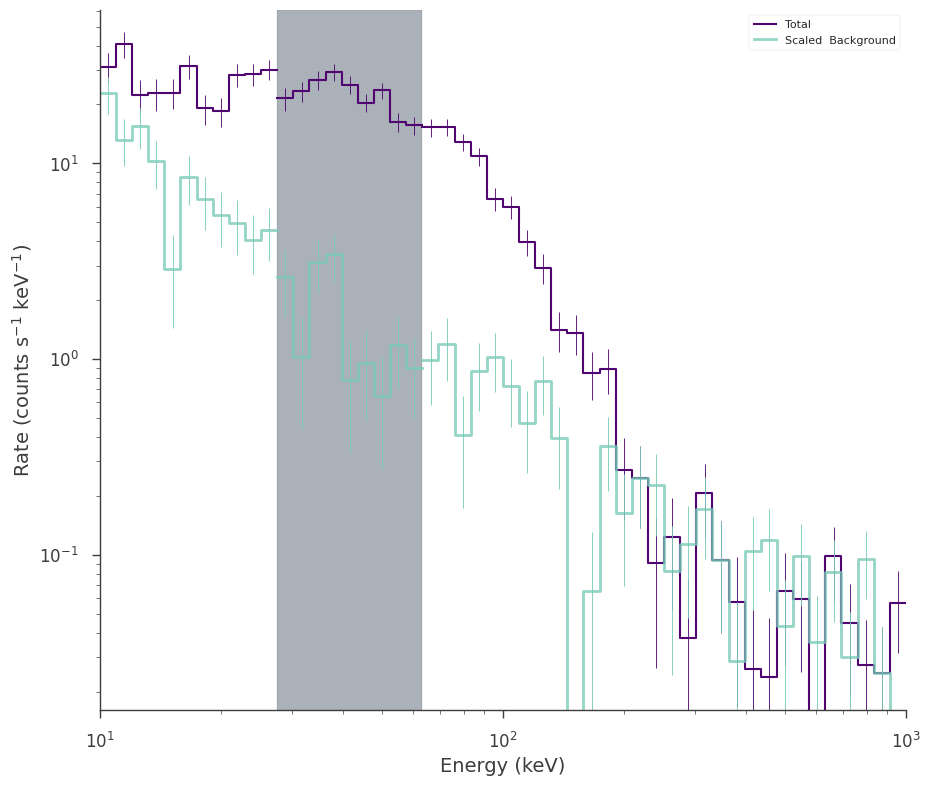 Total
Scaled  Background
Rate (counts s⁻¹ keV⁻¹)
10¹
10⁰
10⁻¹
10¹
10²
10³
Energy (keV)